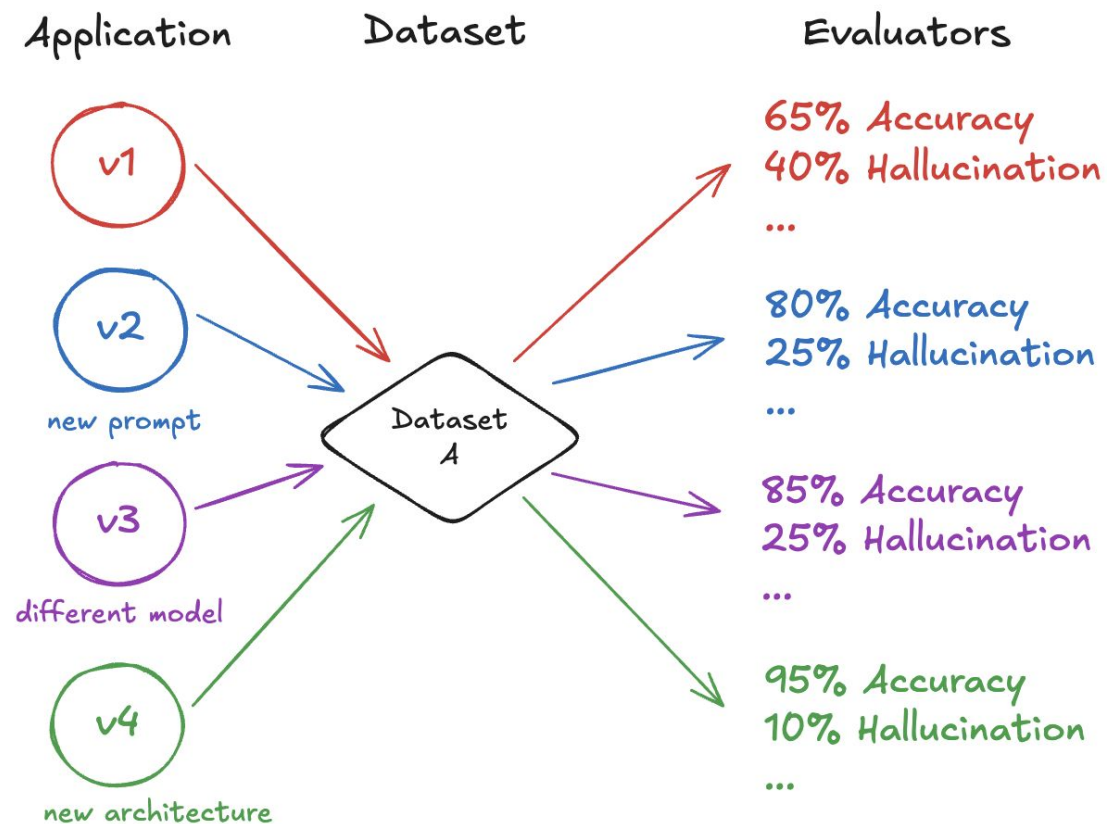 Application
Dataset
Evaluators
v1
65% Accuracy
40% Hallucination
...
v2
new prompt
80% Accuracy
25% Hallucination
...
Dataset
A
v3
different model
85% Accuracy
25% Hallucination
...
v4
new architecture
95% Accuracy
10% Hallucination
...